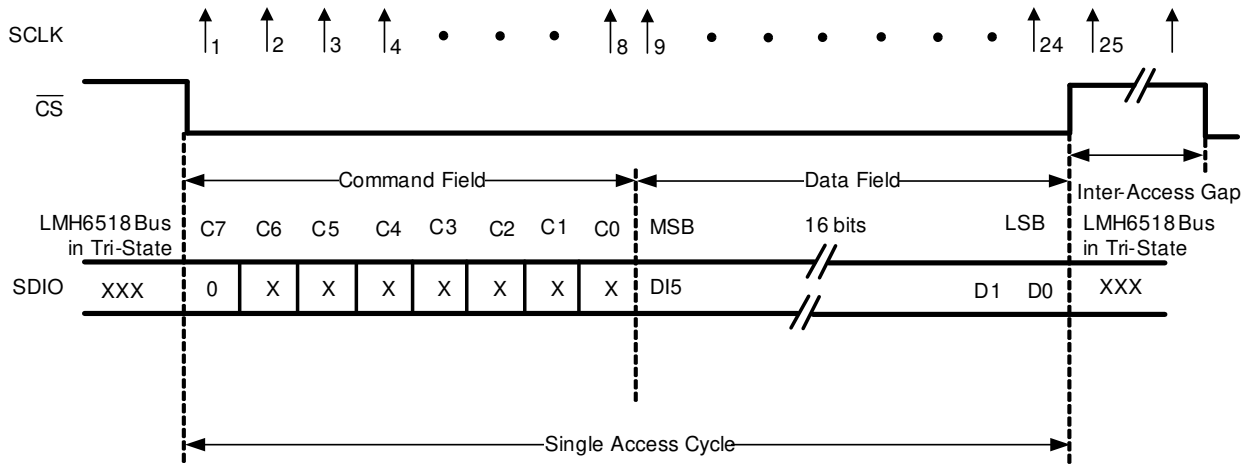 SCLK 1 2 3 4 8 9 24 25
CS
Command Field Data Field
Inter-Access Gap
LMH6518 Bus in Tri-State C7 C6 C5 C4 C3 C2 C1 C0 MSB 16 bits LSB LMH6518 Bus in Tri-State
SDIO XXX 0 X X X X X X X DI5 D1 D0 XXX
Single Access Cycle